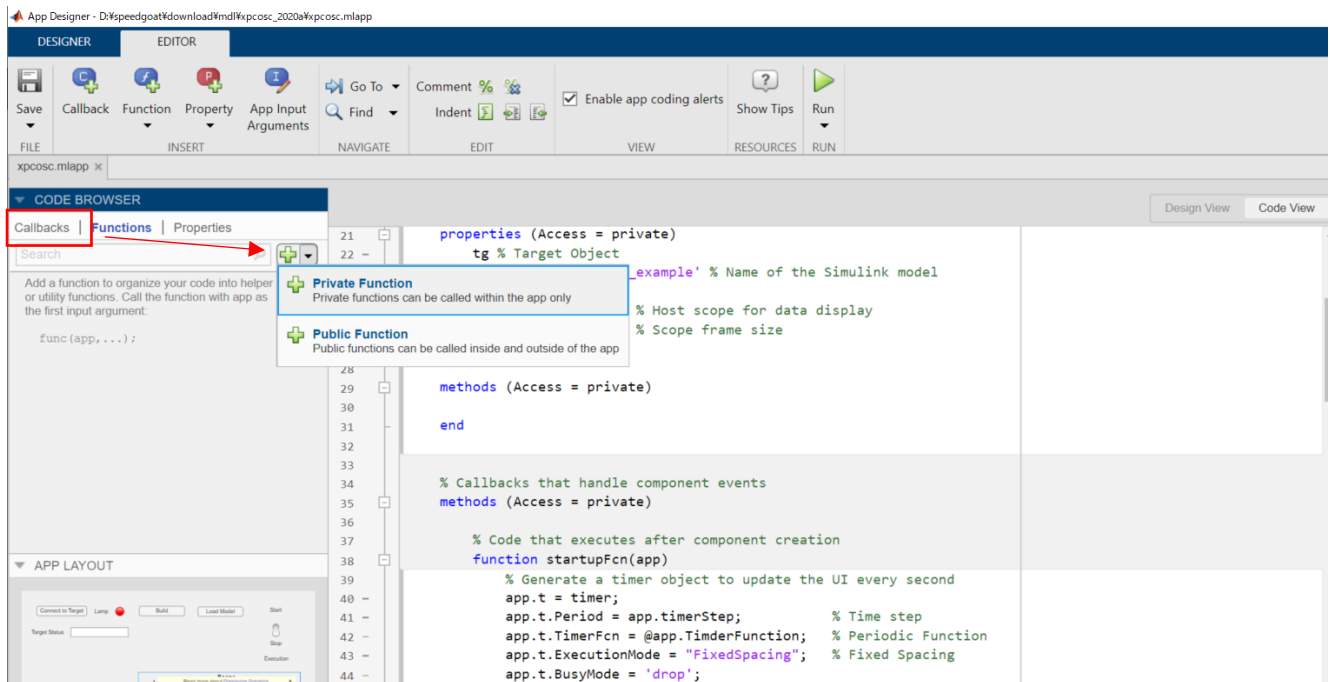 App Designer - D:¥speedgoat¥download¥mdl¥xpcosc_2020a¥xpcosc.mlapp
DESIGNER EDITOR
Save Callback Function Property App Input Arguments Go To Find Comment Indent Enable app coding alerts Show Tips Run
FILE INSERT NAVIGATE EDIT VIEW RESOURCES RUN
xpcosc.mlapp ×
CODE BROWSER
Design View Code View
Callbacks | Functions | Properties
Search
Add a function to organize your code into helper
or utility functions. Call the function with app as
the first input argument:
func(app,...);
Private Function
Private functions can be called within the app only
Public Function
Public functions can be called inside and outside of the app
21 properties (Access = private)
22 - tg % Target Object
_example' % Name of the Simulink model
% Host scope for data display
% Scope frame size
28
29 methods (Access = private)
30
31 end
32
33
34 % Callbacks that handle component events
35 methods (Access = private)
36
37 % Code that executes after component creation
38 function startupFcn(app)
39 % Generate a timer object to update the UI every second
40 - app.t = timer;
41 - app.t.Period = app.timerStep; % Time step
42 - app.t.TimerFcn = @app.TimderFunction; % Periodic Function
43 - app.t.ExecutionMode = "FixedSpacing"; % Fixed Spacing
44 - app.t.BusyMode = 'drop';
APP LAYOUT
Connect to Target Lamp Build Load Model Start
Target Status
Stop
Execution